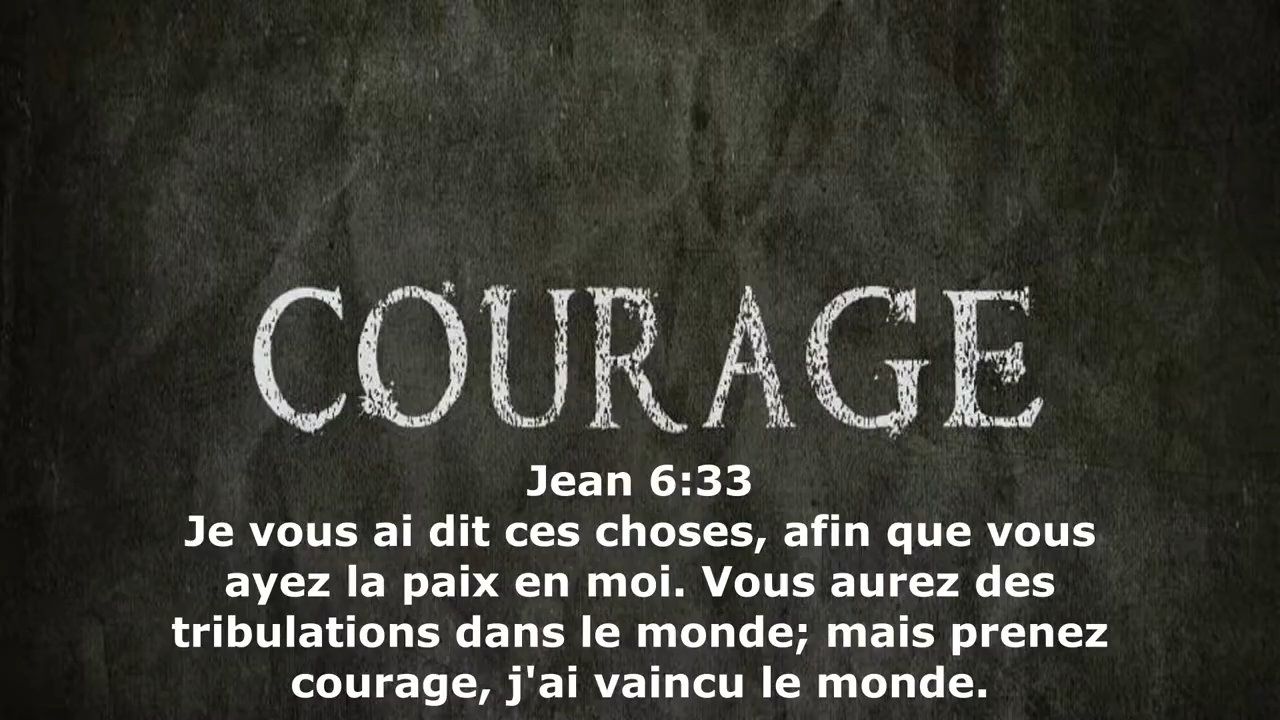 COURAGE
Jean 6:33
Je vous ai dit ces choses, afin que vous
ayez la paix en moi. Vous aurez des
tribulations dans le monde; mais prenez
courage, j'ai vaincu le monde.